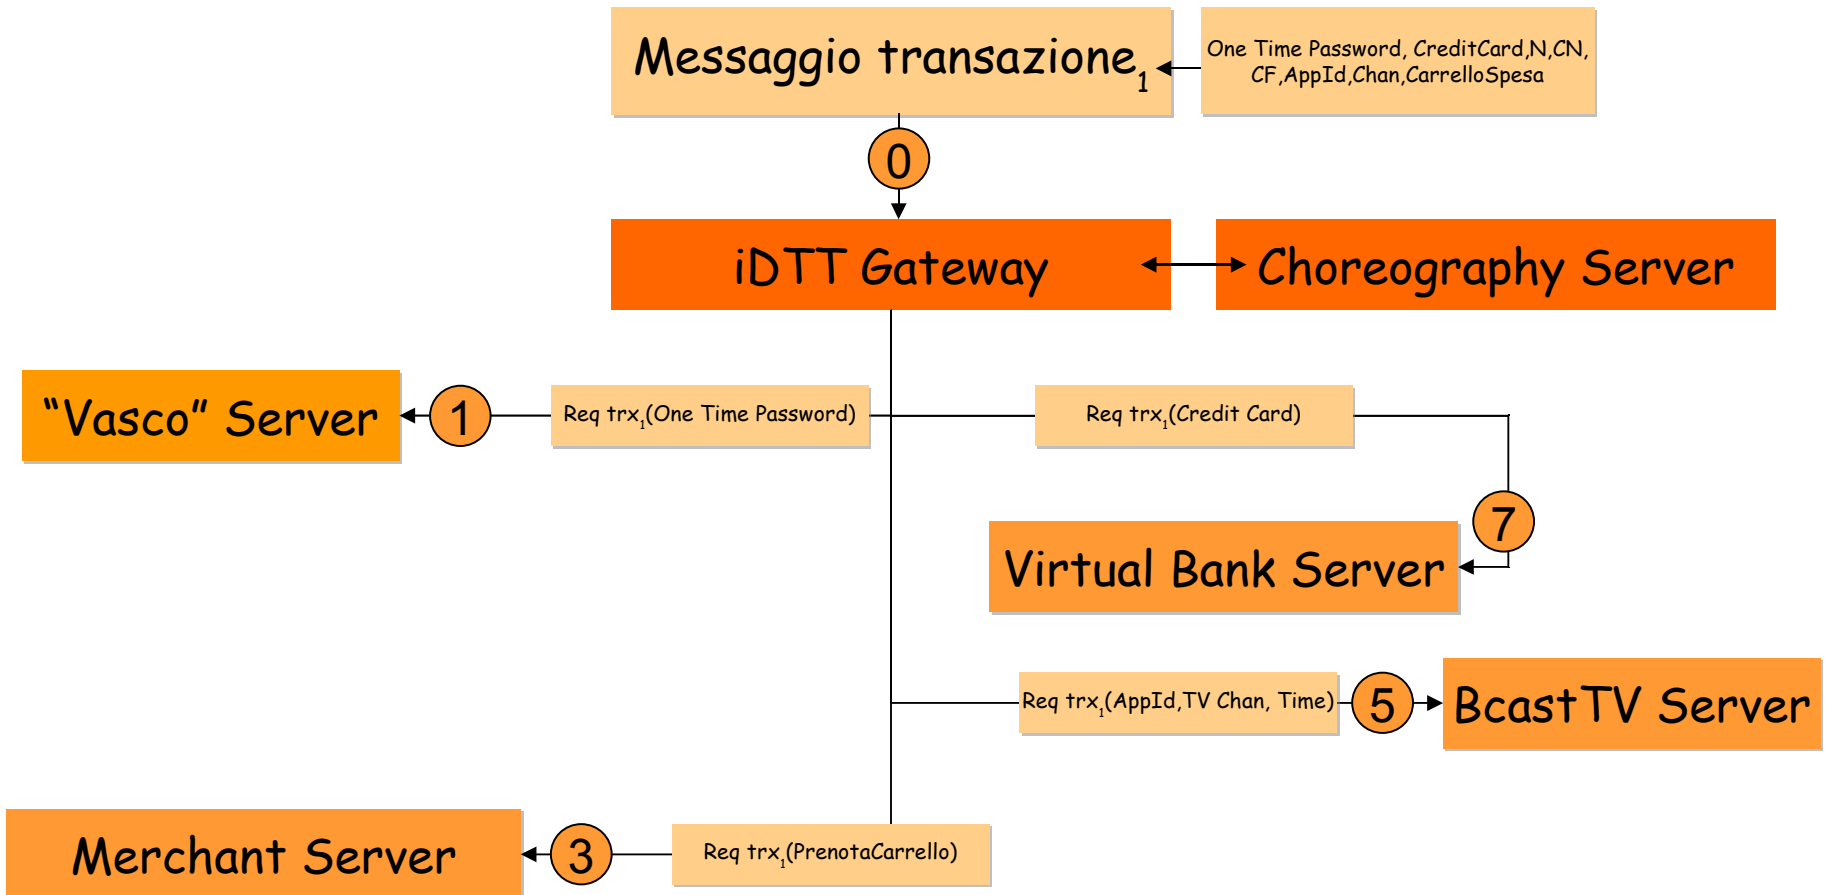 Messaggio transazione1
One Time Password, CreditCard,N,CN,
CF,AppId,Chan,CarrelloSpesa
0
iDTT Gateway
Choreography Server
“Vasco” Server
1
Req trx1(One Time Password)
Req trx1(Credit Card)
7
Virtual Bank Server
Req trx1(AppId,TV Chan, Time)
5
BcastTV Server
Merchant Server
3
Req trx1(PrenotaCarrello)